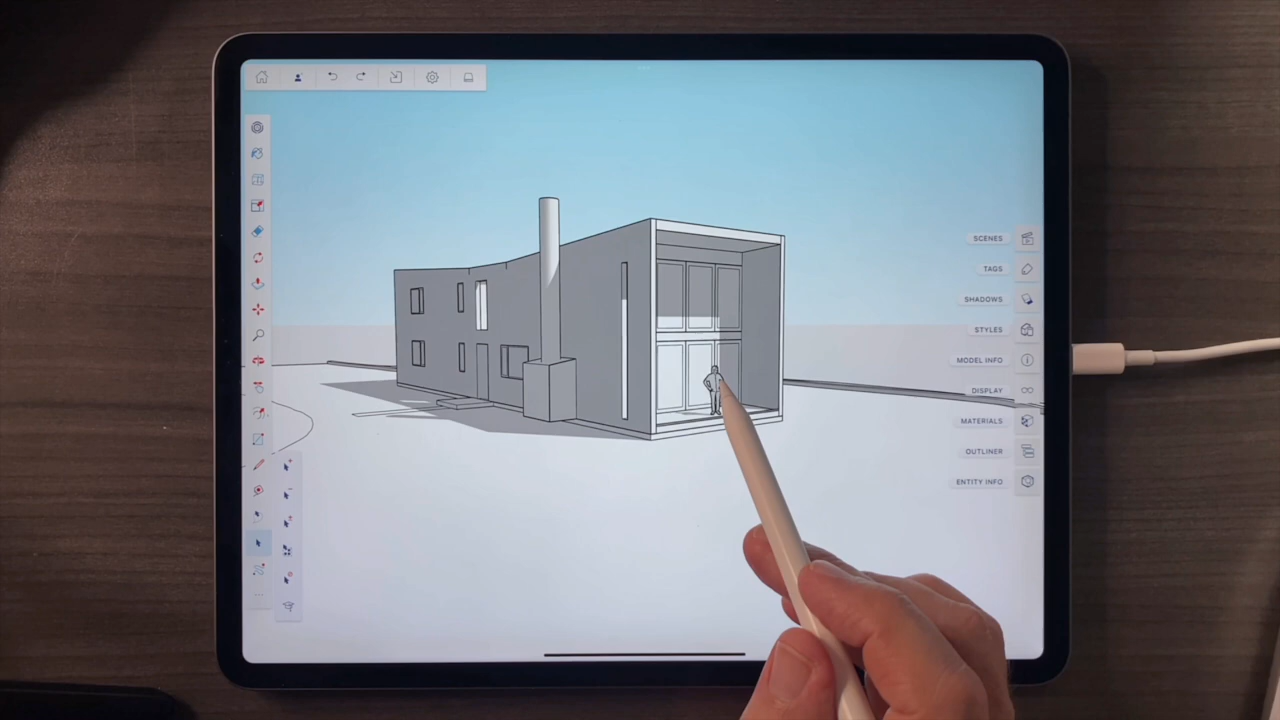 SCENES
TAGS
SHADOWS
STYLES
MODEL INFO
DISPLAY
MATERIALS
OUTLINER
ENTITY INFO